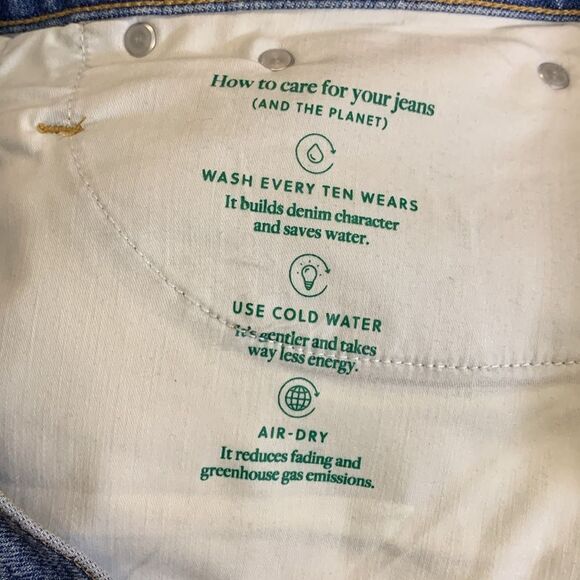 How to care for your jeans
(AND THE PLANET)
WASH EVERY TEN WEARS
It builds denim character
and saves water.
USE COLD WATER
It's gentler and takes
way less energy.
AIR-DRY
It reduces fading and
greenhouse gas emissions.